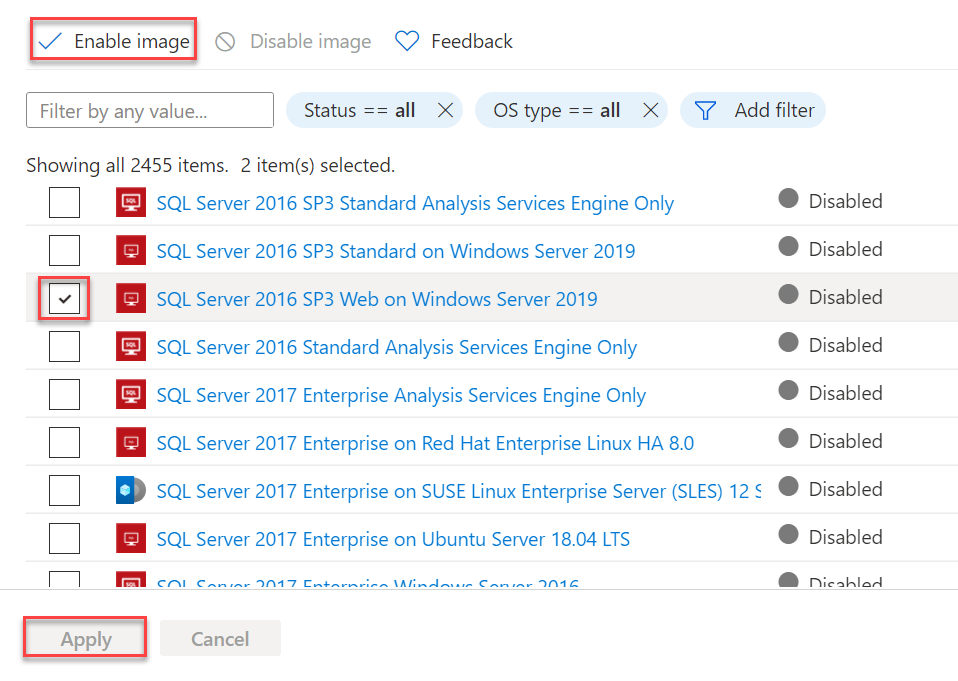 Enable image Disable image Feedback
Filter by any value... Status == all OS type == all Add filter
Showing all 2455 items. 2 item(s) selected.
SQL SQL Server 2016 SP3 Standard Analysis Services Engine Only Disabled
SQL Server 2016 SP3 Standard on Windows Server 2019 Disabled
SQL Server 2016 SP3 Web on Windows Server 2019 Disabled
SQL SQL Server 2016 Standard Analysis Services Engine Only Disabled
SQL SQL Server 2017 Enterprise Analysis Services Engine Only Disabled
SQL Server 2017 Enterprise on Red Hat Enterprise Linux HA 8.0 Disabled
SQL Server 2017 Enterprise on SUSE Linux Enterprise Server (SLES) 12 S Disabled
SQL Server 2017 Enterprise on Ubuntu Server 18.04 LTS Disabled
SQL Server 2017 Enterprise Windows Server 2016 Disabled
Apply Cancel